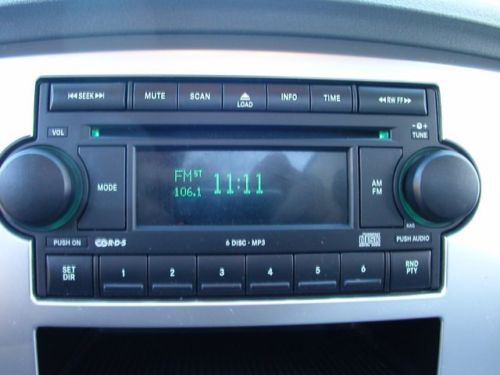 SEEK MUTE SCAN LOAD INFO TIME RW FF
VOL TUNE
MODE FM ST 106.1 11:11 AM FM
PUSH ON R·D·S 6 DISC · MP3 disc PUSH AUDIO
SET DIR 1 2 3 4 5 6 RND PTY